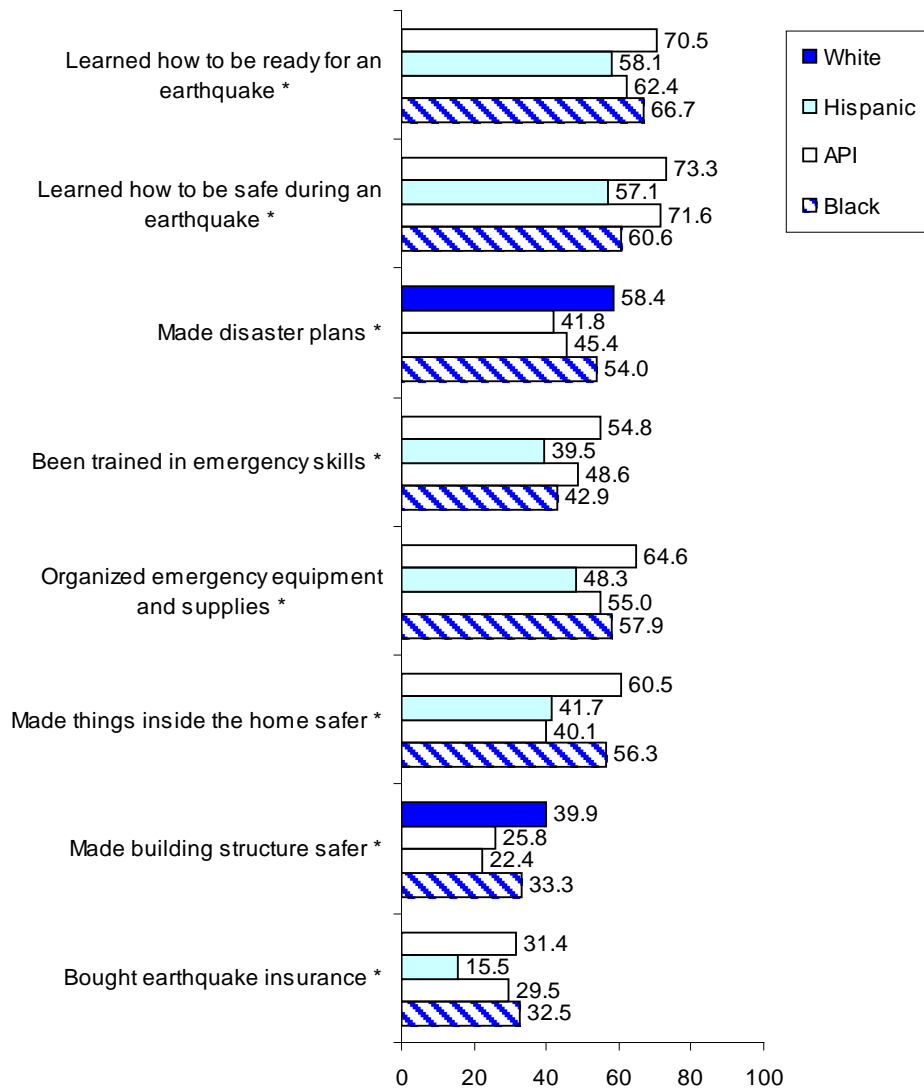 Learned how to be ready for an
earthquake *
70.5
58.1
62.4
66.7
Learned how to be safe during an
earthquake *
73.3
57.1
71.6
60.6
Made disaster plans *
58.4
41.8
45.4
54.0
Been trained in emergency skills *
54.8
39.5
48.6
42.9
Organized emergency equipment
and supplies *
64.6
48.3
55.0
57.9
Made things inside the home safer *
60.5
41.7
40.1
56.3
Made building structure safer *
39.9
25.8
22.4
33.3
Bought earthquake insurance *
31.4
15.5
29.5
32.5
0 20 40 60 80 100
White
Hispanic
API
Black